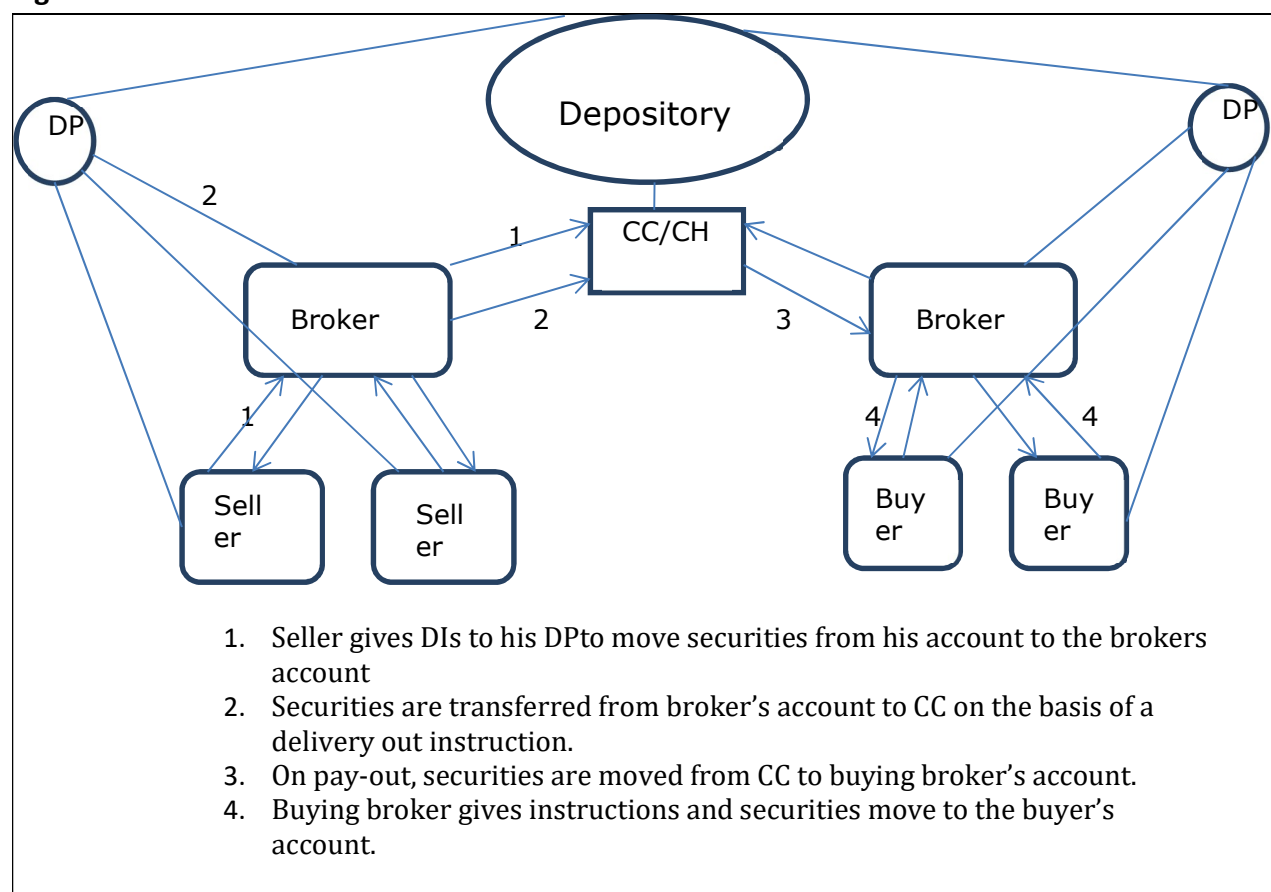 Depository
DP
DP
2
1
CC/CH
Broker
2
3
Broker
1
4
4
Sell
er
Sell
er
Buy
er
Buy
er
1. Seller gives DIs to his DPto move securities from his account to the brokers
account
2. Securities are transferred from broker’s account to CC on the basis of a
delivery out instruction.
3. On pay-out, securities are moved from CC to buying broker’s account.
4. Buying broker gives instructions and securities move to the buyer’s
account.